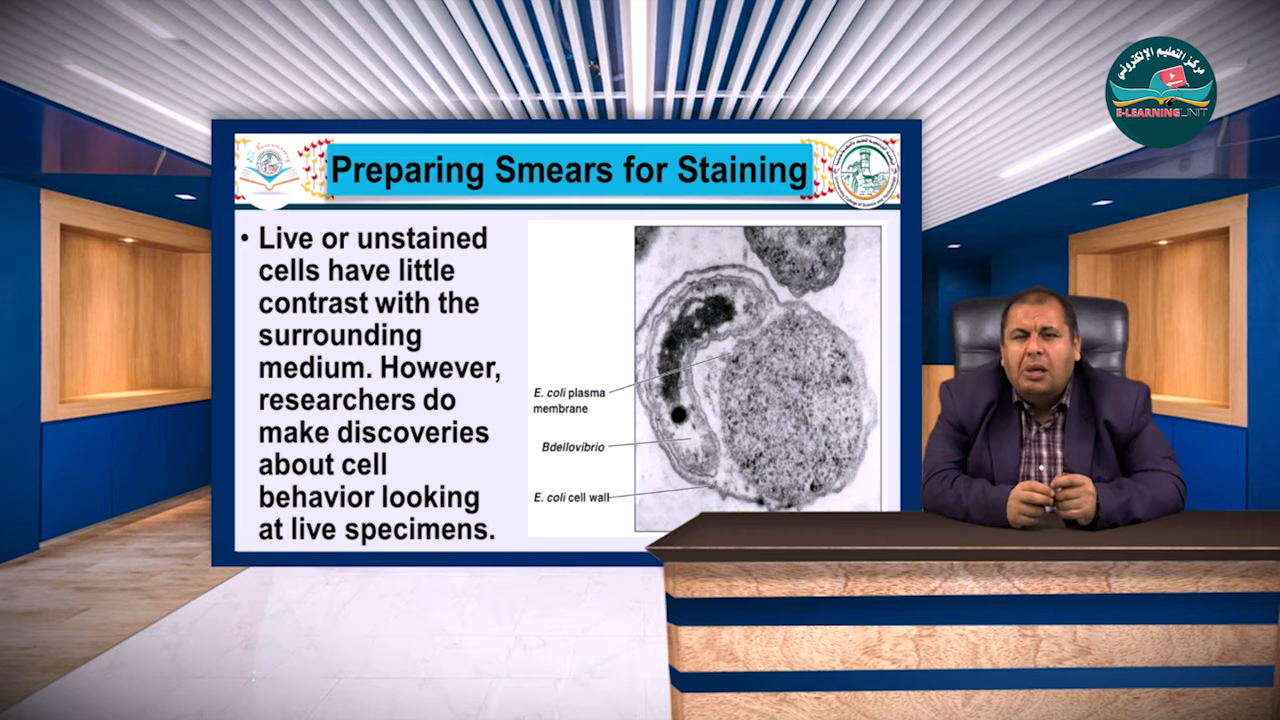 مركز التعليم الإلكتروني
E-LEARNING UNIT
Preparing Smears for Staining
• Live or unstained
cells have little
contrast with the
surrounding
medium. However,
researchers do
make discoveries
about cell
behavior looking
at live specimens.
E. coli plasma
membrane
Bdellovibrio
E. coli cell wall